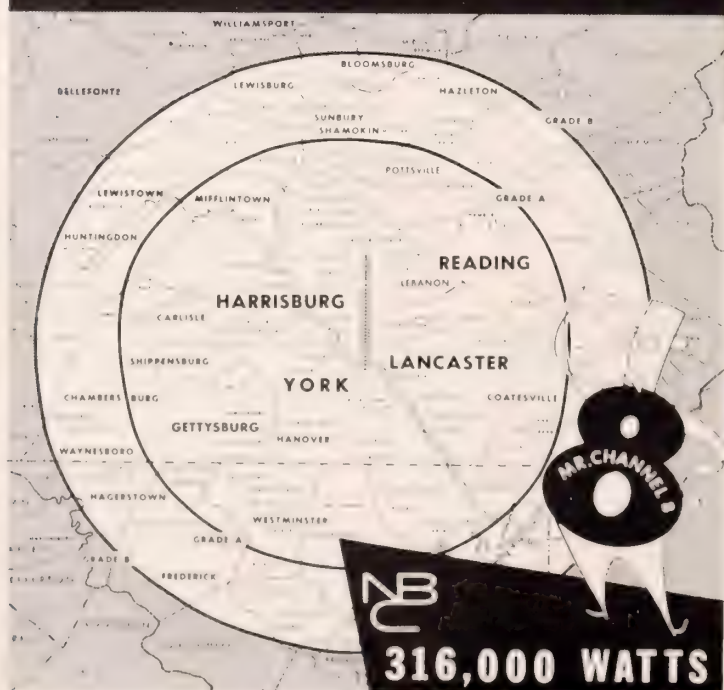 WILLIAMSPORT
BLOOMSBURG
BELLEFONTE
LEWISBURG
HAZLETON
SUNBURY
GRADE B
SHAMOKIN
POTTSVILLE
LEWISTOWN
MIFFLINTOWN
GRADE A
HUNTINGDON
READING
LEBANON
HARRISBURG
CARLISLE
SHIPPENSBURG
LANCASTER
YORK
CHAMBERSBURG
COATESVILLE
GETTYSBURG
HANOVER
WAYNESBORO
8
MR. CHANNEL 8
HAGERSTOWN
WESTMINSTER
GRADE A
GRADE B
FREDERICK
NBC
316,000 WATTS